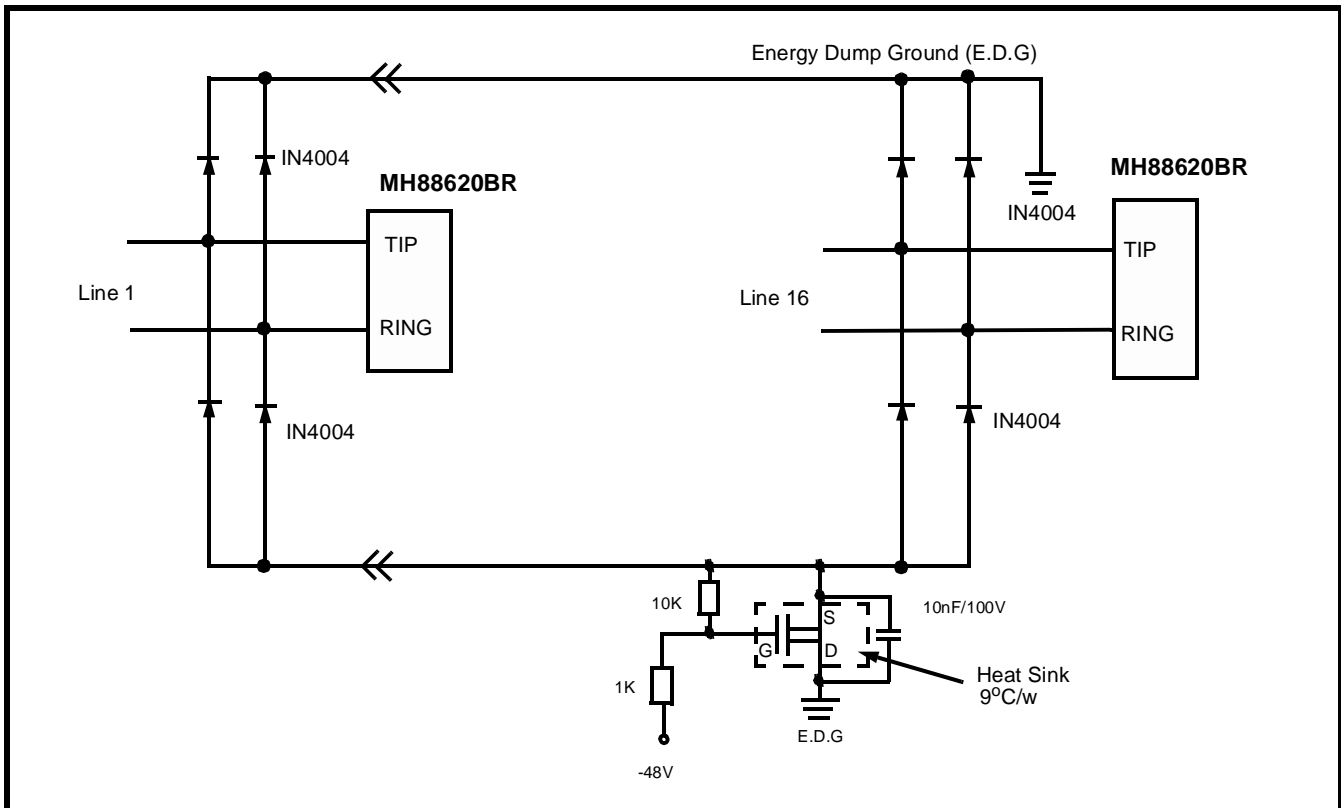 Energy Dump Ground (E.D.G)
IN4004
MH88620BR
MH88620BR
IN4004
TIP
TIP
Line 1
Line 16
RING
RING
IN4004
IN4004
10K
10nF/100V
S
G
D
Heat Sink
9ºC/w
1K
E.D.G
-48V